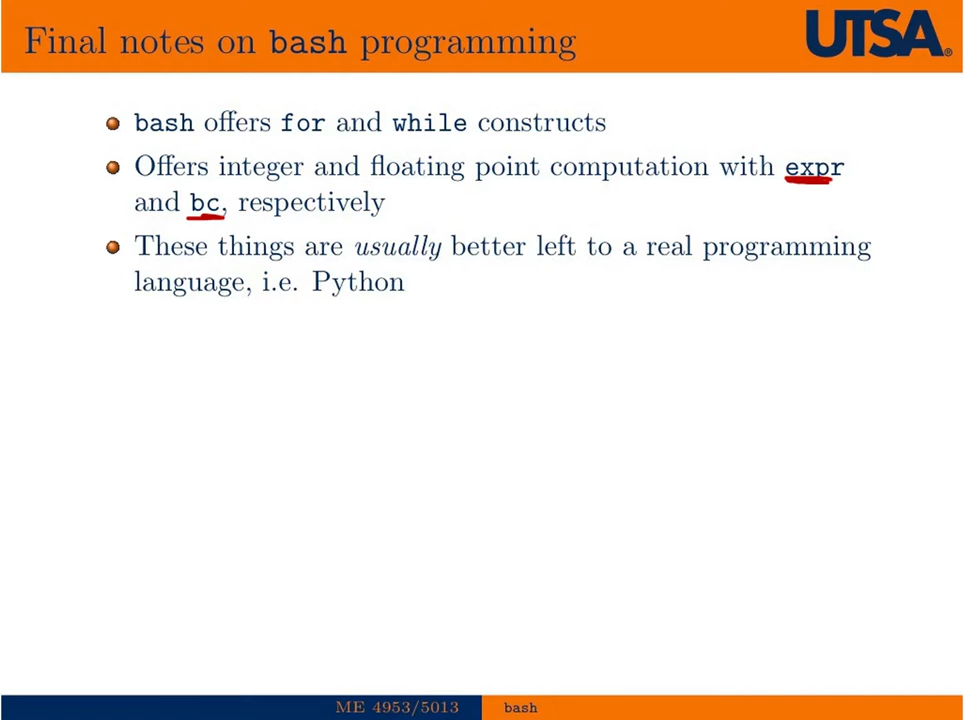 Final notes on bash programming
UTSA®
bash offers for and while constructs
Offers integer and floating point computation with expr
and bc, respectively
These things are usually better left to a real programming
language, i.e. Python
ME 4953/5013
bash